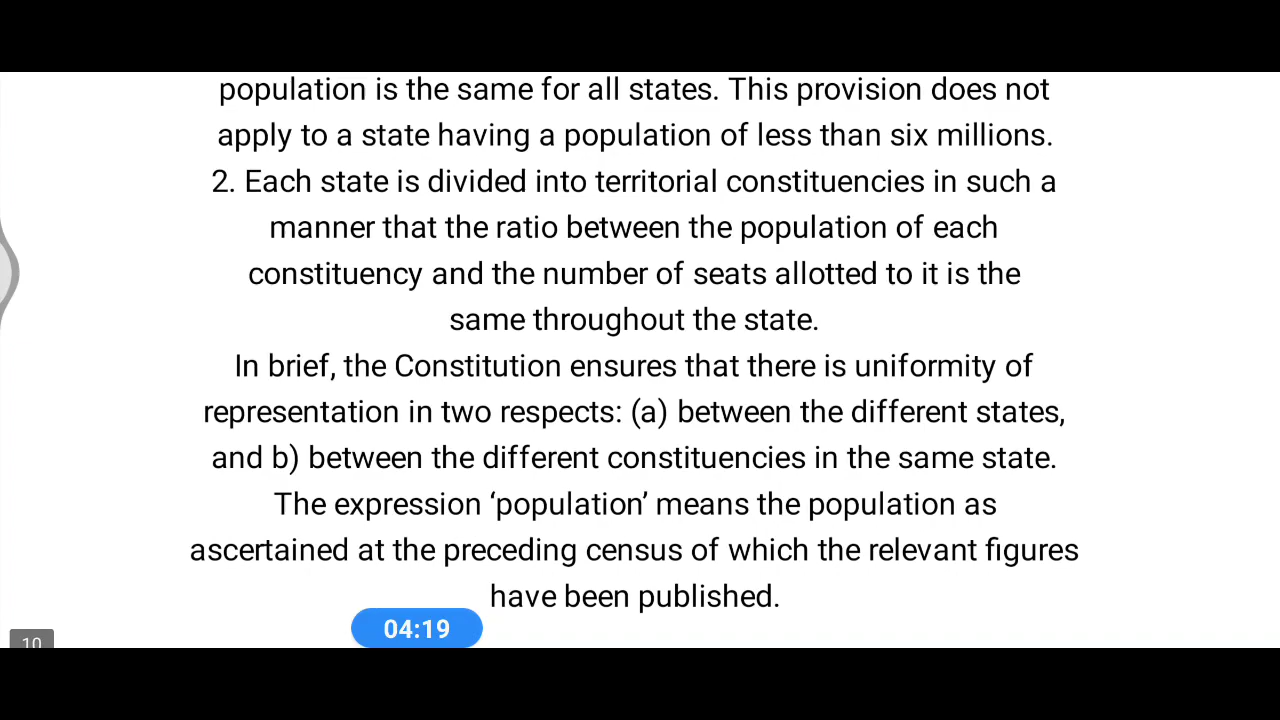 population is the same for all states. This provision does not
apply to a state having a population of less than six millions.
2. Each state is divided into territorial constituencies in such a
manner that the ratio between the population of each
constituency and the number of seats allotted to it is the
same throughout the state.
In brief, the Constitution ensures that there is uniformity of
representation in two respects: (a) between the different states,
and b) between the different constituencies in the same state.
The expression ‘population’ means the population as
ascertained at the preceding census of which the relevant figures
have been published.
04:19
10